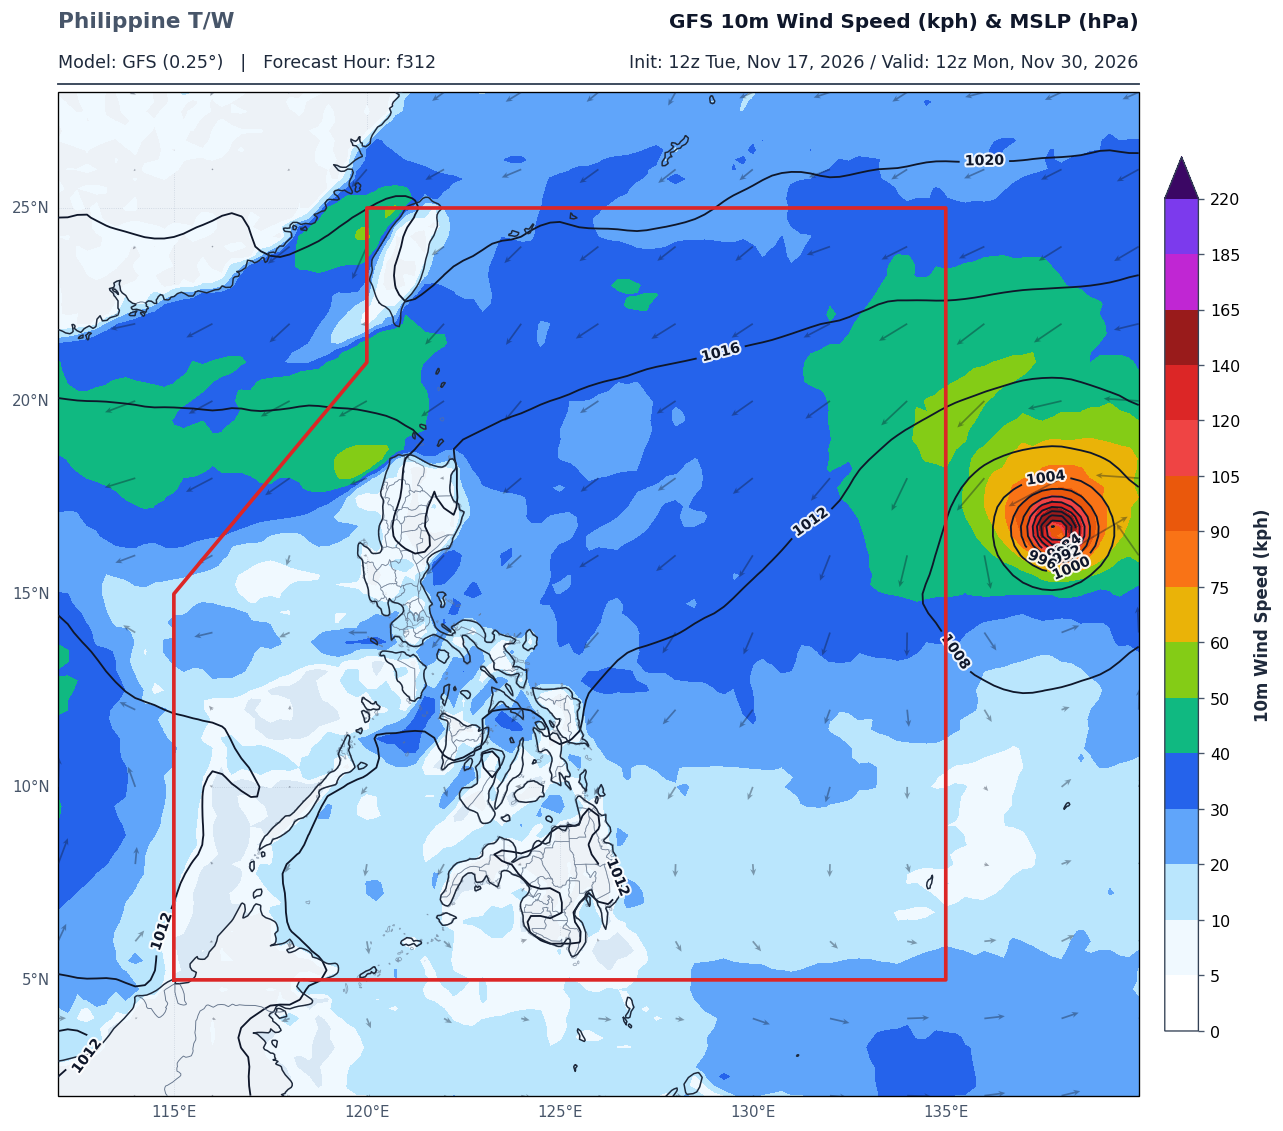 Philippine T/W
GFS 10m Wind Speed (kph) & MSLP (hPa)
Model: GFS (0.25°) | Forecast Hour: f312
Init: 12z Tue, Nov 17, 2026 / Valid: 12z Mon, Nov 30, 2026
25°N
20°N
15°N
10°N
5°N
115°E
120°E
125°E
130°E
135°E
1020
1016
1012
1004
992
1000
1008
1012
1012
1012
220
185
165
140
120
105
90
75
60
50
40
30
20
10
5
0
10m Wind Speed (kph)